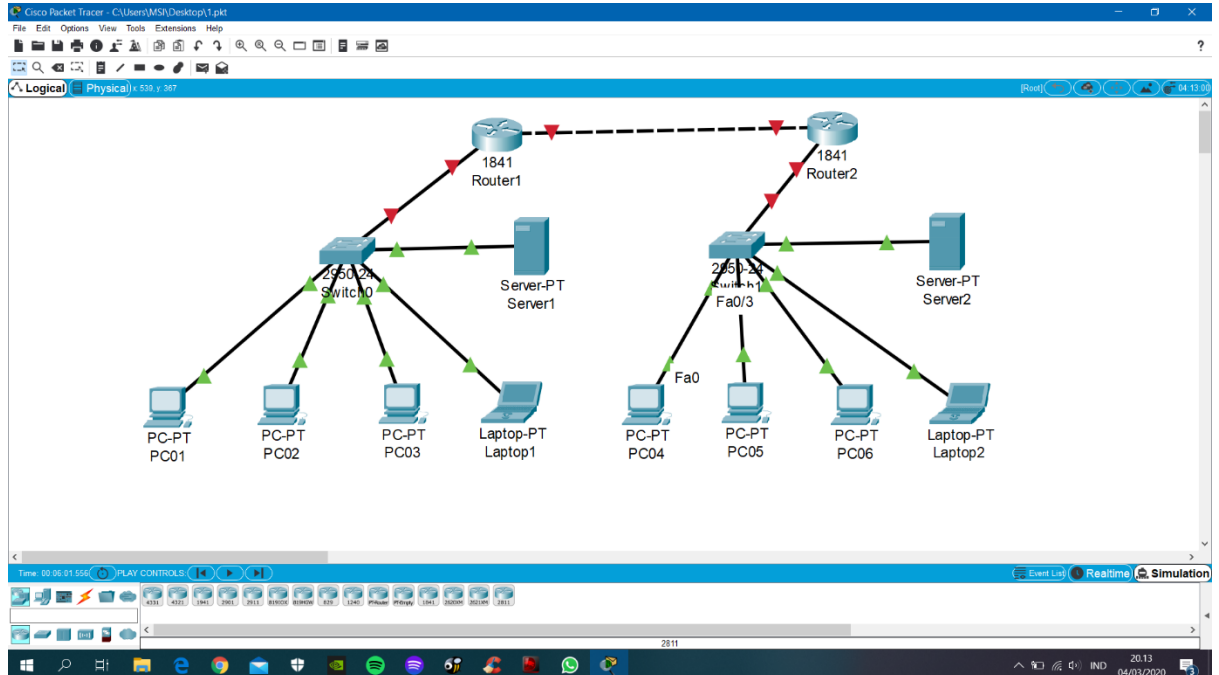 Cisco Packet Tracer - C:\Users\MSI\Desktop\1.pkt
File Edit Options View Tools Extensions Help
?
Logical Physical x: 539, y: 367 [Root] 04:13:00
1841
Router1
1841
Router2
2950-24
Switch0
Server-PT
Server1
2950-24
Switch1
Fa0/3
Server-PT
Server2
Fa0
PC-PT
PC01
PC-PT
PC02
PC-PT
PC03
Laptop-PT
Laptop1
PC-PT
PC04
PC-PT
PC05
PC-PT
PC06
Laptop-PT
Laptop2
Time: 00:06:01.556 PLAY CONTROLS: Event List Realtime Simulation
4331 4321 1941 2901 2911 819IOX 819HGW 829 1240 PT-Router PT-Empty 1841 2620XM 2621XM 2811
2811
IND
20.13
04/03/2020
3